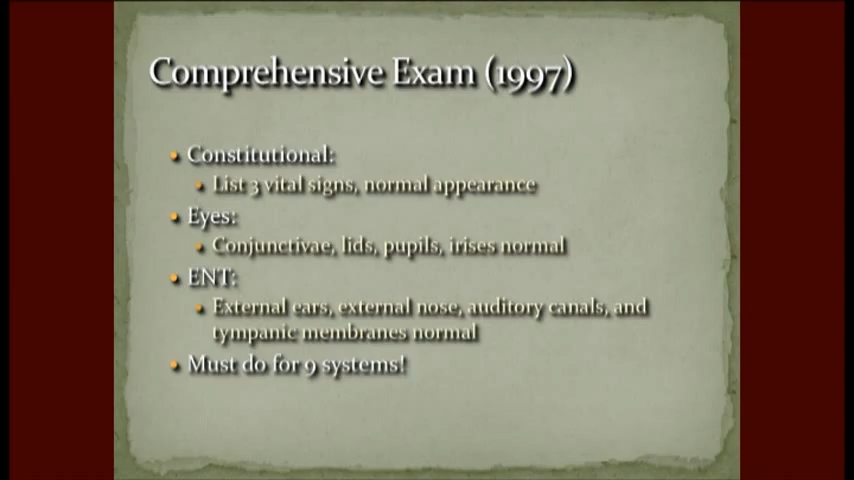 Comprehensive Exam (1997)
• Constitutional:
• List 3 vital signs, normal appearance
• Eyes:
• Conjunctivae, lids, pupils, irises normal
• ENT:
• External ears, external nose, auditory canals, and
tympanic membranes normal
• Must do for 9 systems!